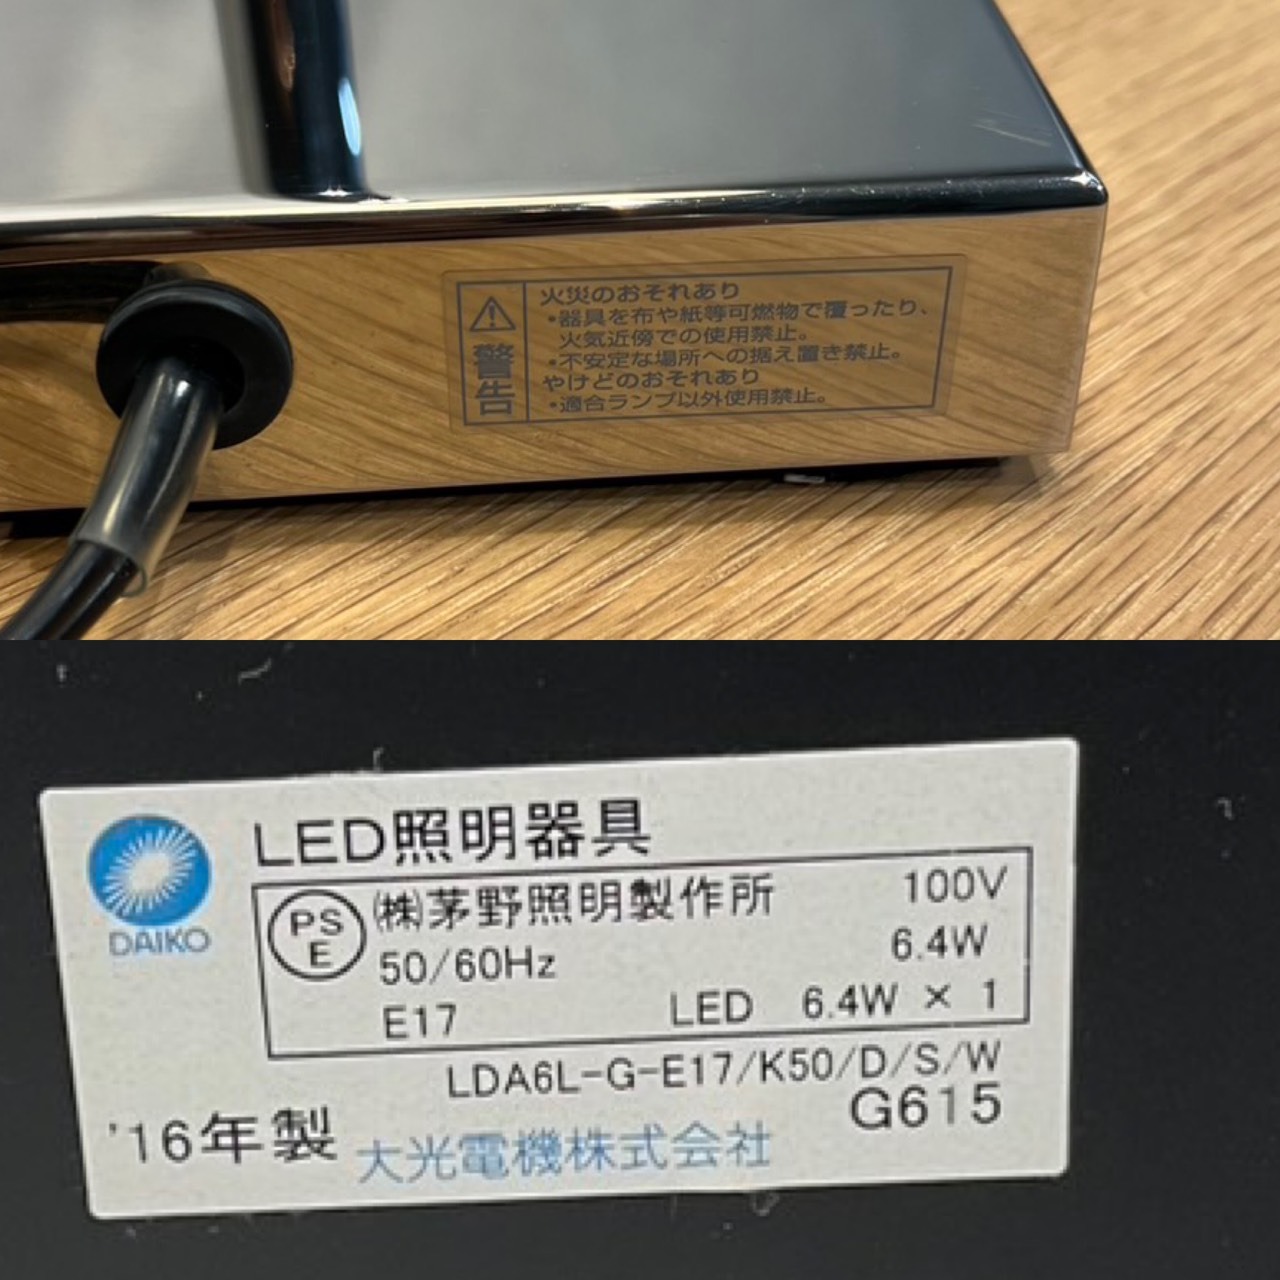 警告
火災のおそれあり
•器具を布や紙等可燃物で覆ったり、
火気近傍での使用禁止。
•不安定な場所への据え置き禁止。
やけどのおそれあり
•適合ランプ以外使用禁止。
DAIKO
LED照明器具
PS
E
㈱茅野照明製作所 100V
50/60Hz 6.4W
E17 LED 6.4W × 1
LDA6L-G-E17/K50/D/S/W
G615
'16年製 大光電機株式会社